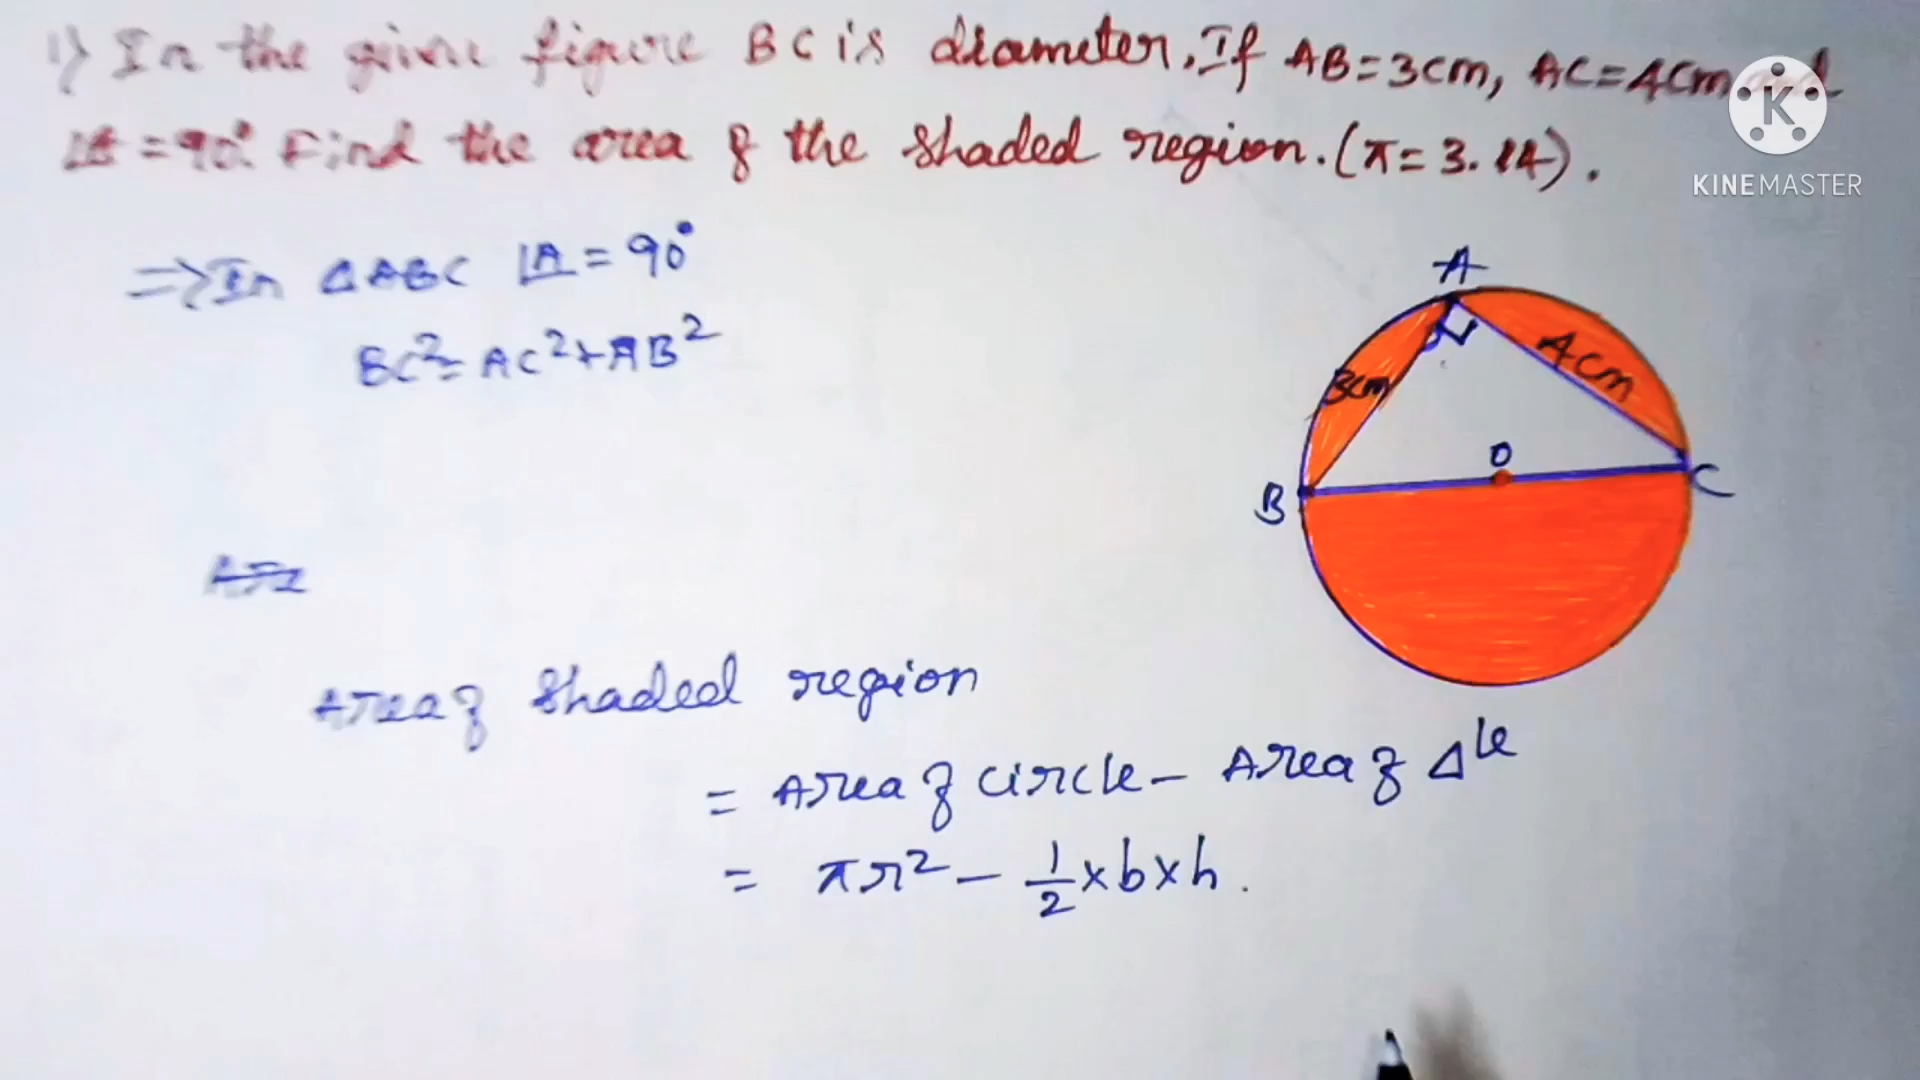 1) In the given figure BC is diameter. If AB=3cm, AC=4cm and
∠A=90°. Find the area of the shaded region.(π=3.14).
KINEMASTER
⇒ In △ABC ∠A=90°
BC²=AC²+AB²
A
3cm
4cm
O
B
C
Area of shaded region
= Area of circle - Area of △le
= πr² - 1/2 x b x h.